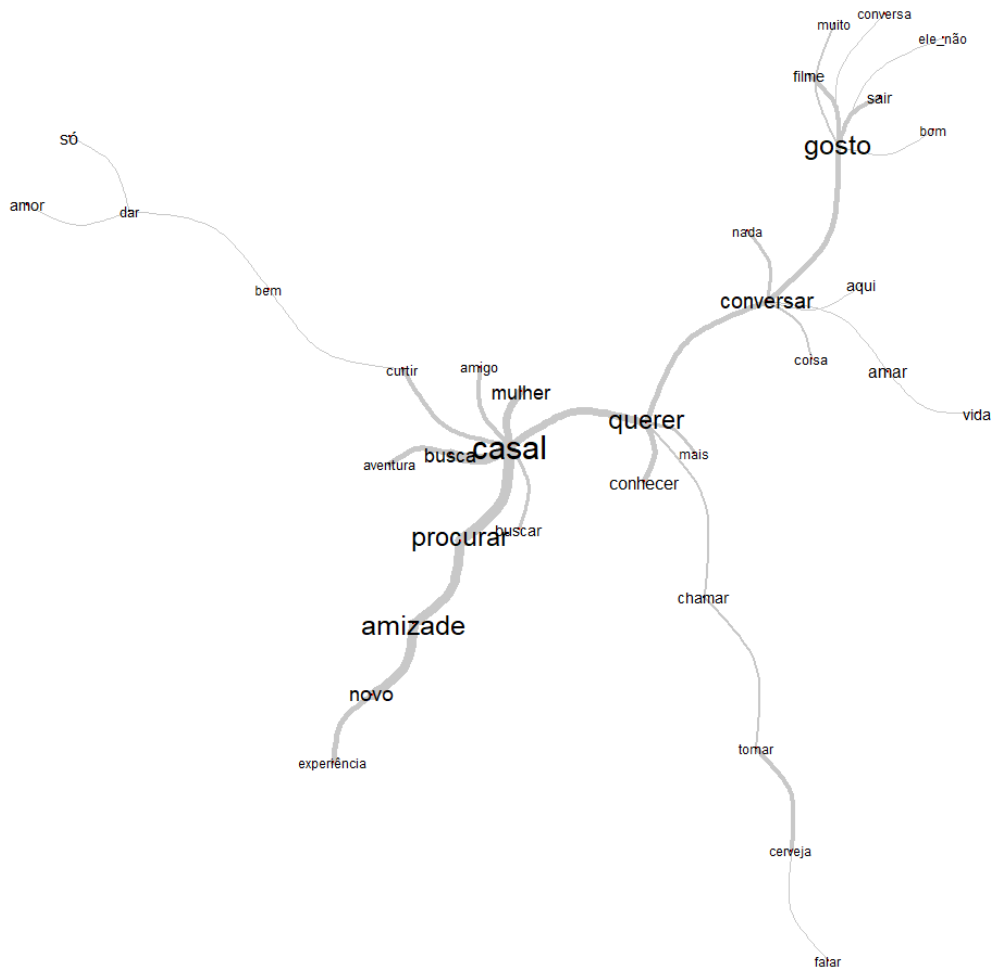 conversa
muito
ele_não
filme
sair
bom
só
gosto
amor
dar
nada
aqui
bem
conversar
coisa
curtir
amigo
amar
mulher
vida
querer
casal
busca
mais
aventura
conhecer
buscar
procurar
chamar
amizade
novo
tomar
experiência
cerveja
falar